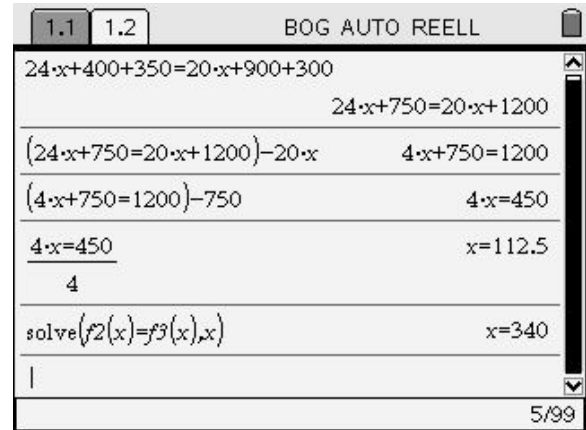 1.1 1.2 BOG AUTO REELL
24·x+400+350=20·x+900+300
24·x+750=20·x+1200
(24·x+750=20·x+1200)−20·x 4·x+750=1200
(4·x+750=1200)−750 4·x=450
4·x=450
4
x=112.5
solve(f2(x)=f3(x),x) x=340
5/99